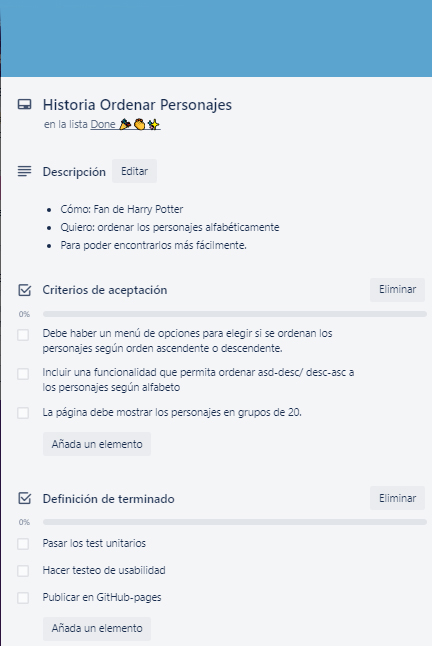 Historia Ordenar Personajes
en la lista Done 🎉👏✨
Descripción Editar
Cómo: Fan de Harry Potter
Quiero: ordenar los personajes alfabéticamente
Para poder encontrarlos más fácilmente.
Criterios de aceptación Eliminar
0%
Debe haber un menú de opciones para elegir si se ordenan los
personajes según orden ascendente o descendente.
Incluir una funcionalidad que permita ordenar asd-desc/ desc-asc a
los personajes según alfabeto
La página debe mostrar los personajes en grupos de 20.
Añada un elemento
Definición de terminado Eliminar
0%
Pasar los test unitarios
Hacer testeo de usabilidad
Publicar en GitHub-pages
Añada un elemento